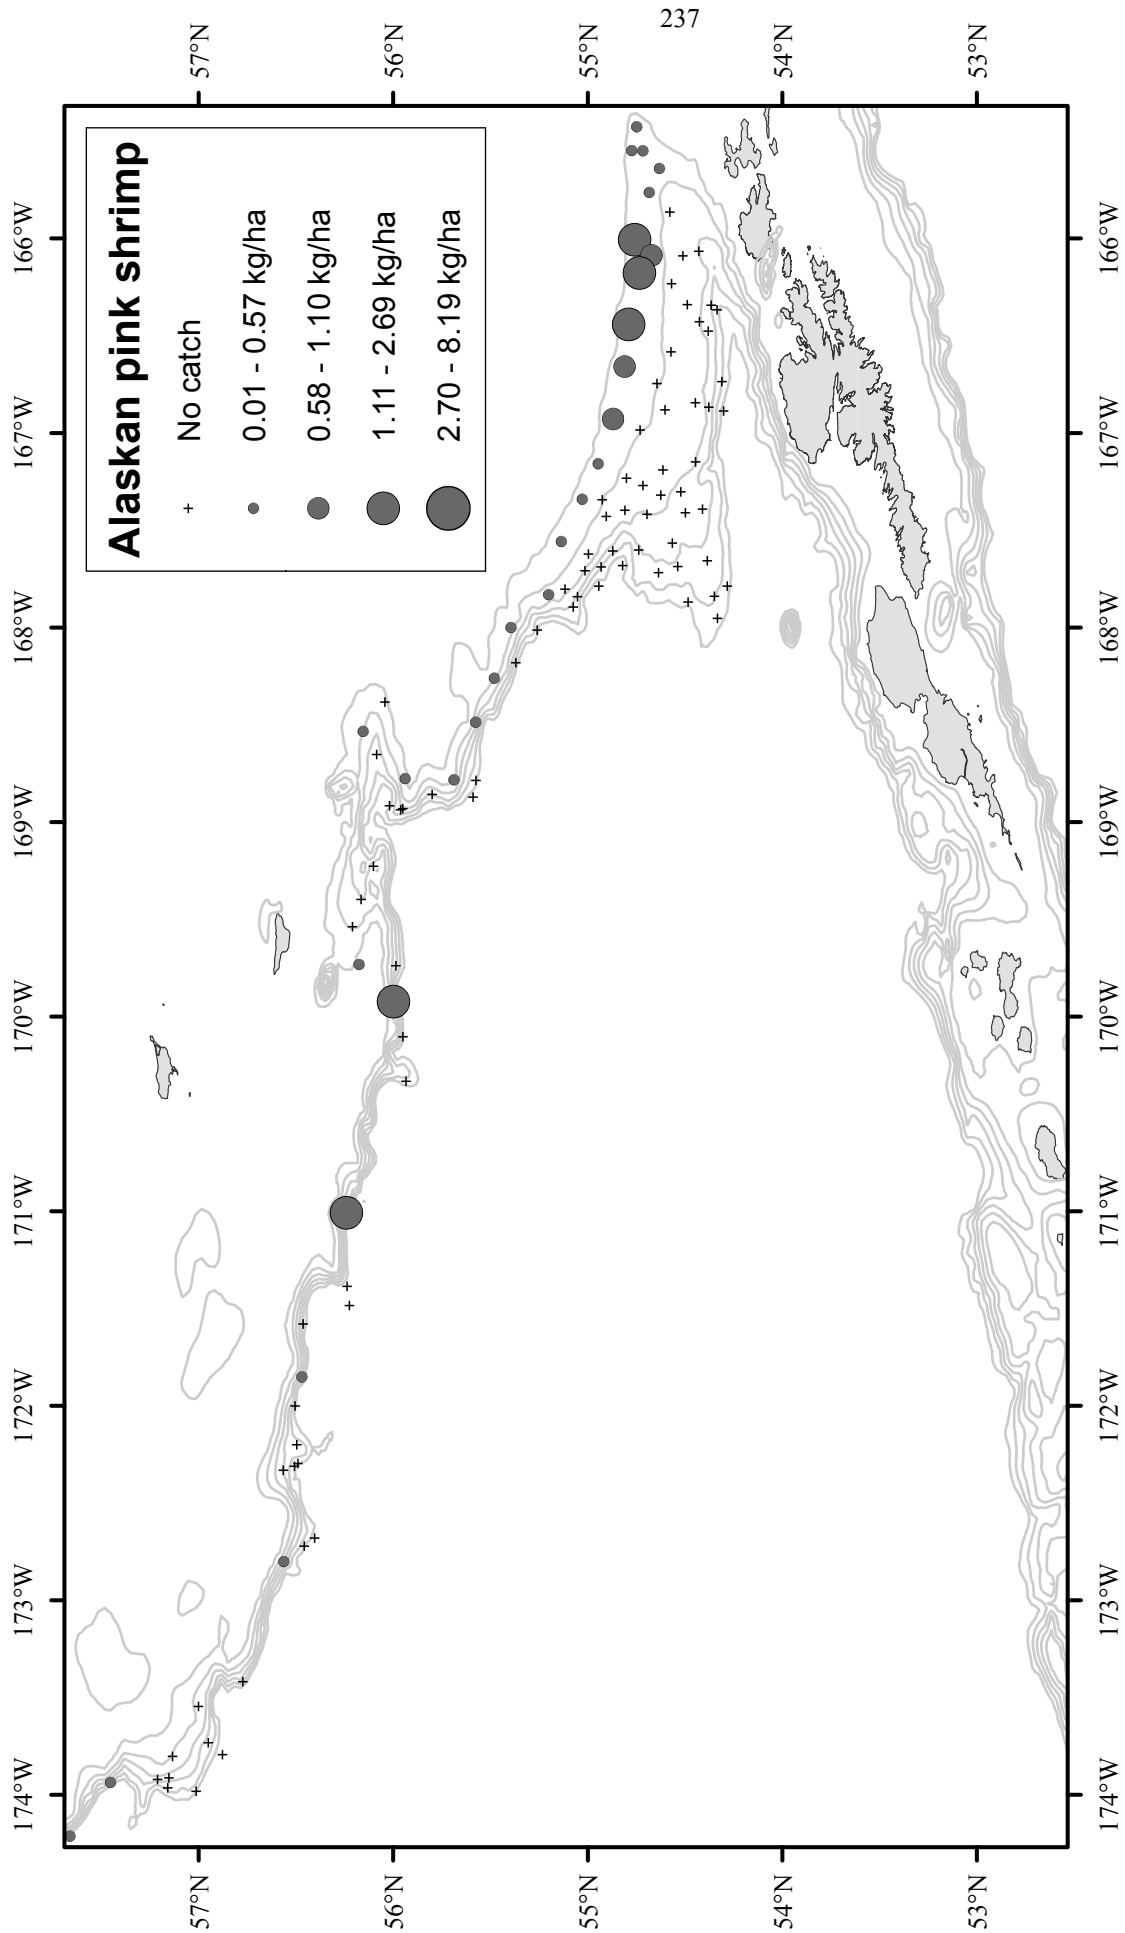 Alaskan pink shrimp
No catch
0.01 - 0.57 kg/ha
0.58 - 1.10 kg/ha
1.11 - 2.69 kg/ha
2.70 - 8.19 kg/ha
174°W 173°W 172°W 171°W 170°W 169°W 168°W 167°W 166°W
57°N 57°N
56°N 56°N
55°N 55°N
54°N 54°N
53°N 53°N
174°W 173°W 172°W 171°W 170°W 169°W 168°W 167°W 166°W
237